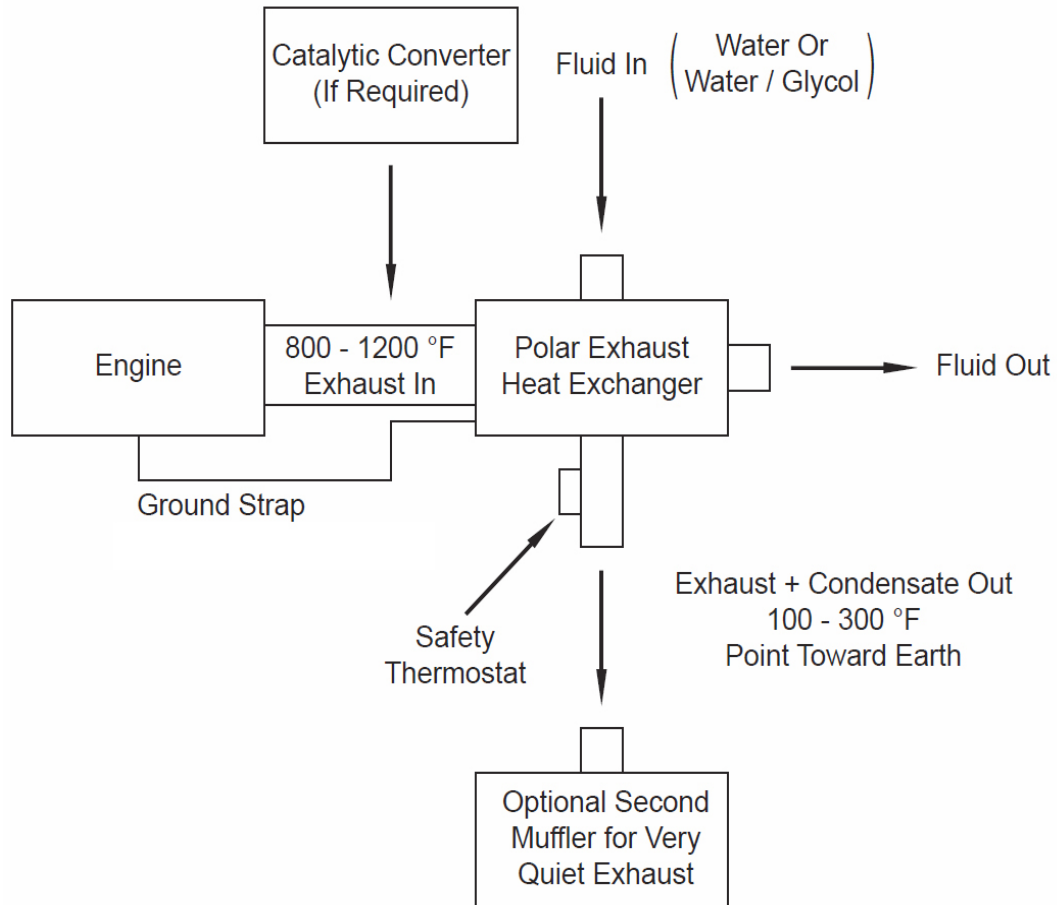 Catalytic Converter
(If Required)
Fluid In
( Water Or
Water / Glycol )
Engine
800 - 1200 °F
Exhaust In
Polar Exhaust
Heat Exchanger
Fluid Out
Ground Strap
Safety
Thermostat
Exhaust + Condensate Out
100 - 300 °F
Point Toward Earth
Optional Second
Muffler for Very
Quiet Exhaust